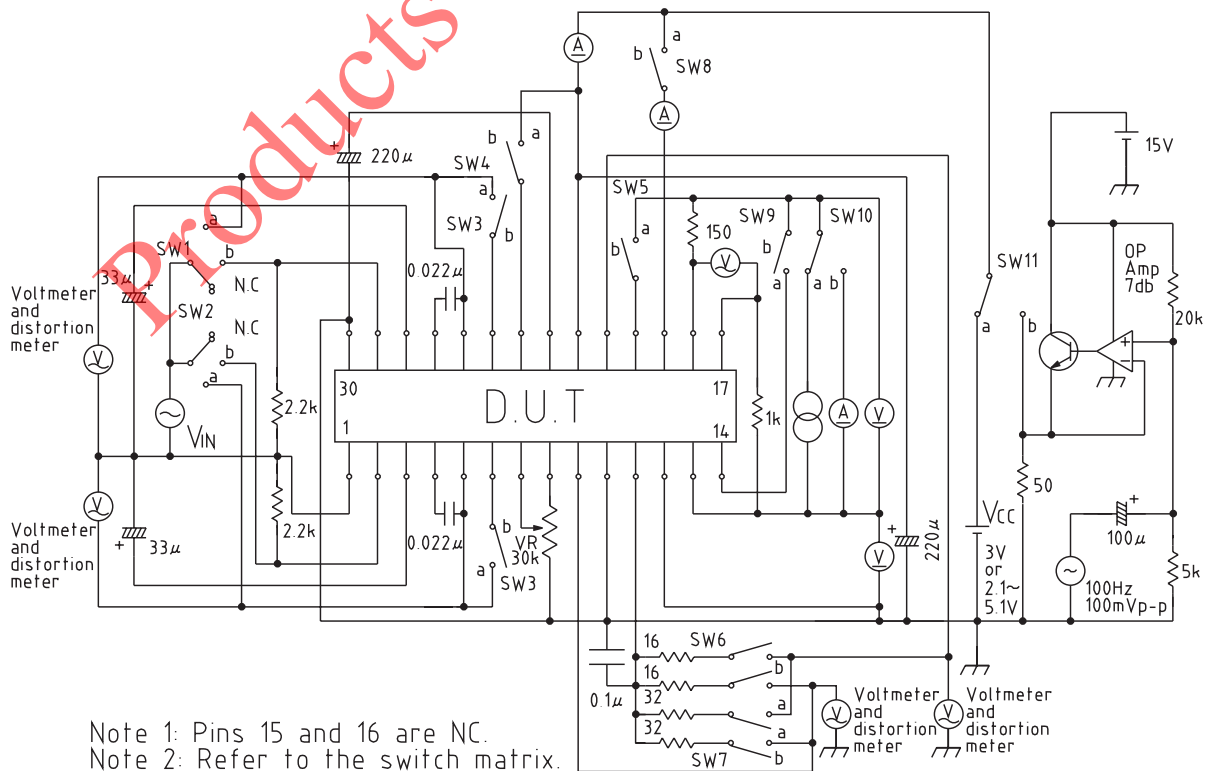 Products
A
a
b
SW8
A
b
a
SW4
220μ
+
15V
a
SW3
b
SW5
a
b
SW9
b
a
SW10
a b
150
V
SW11
a
b
OP
Amp
7db
20k
+
-
SW1
a
b
N.C
SW2
N.C
b
a
33μ
+
0.022μ
Voltmeter
and
distortion
meter
V
30
17
D.U.T
1
14
2.2k
VIN
1k
A
V
50
VCC
3V
or
2.1~
5.1V
100μ
+
5k
100Hz
100mVp-p
V
Voltmeter
and
distortion
meter
33μ
+
2.2k
0.022μ
b
a
SW3
VR
30k
V
+
220μ
0.1μ
16
SW6
b
16
32
a
32
a
SW7
b
V
Voltmeter
and
distortion
meter
V
Voltmeter
and
distortion
meter
Note 1: Pins 15 and 16 are NC.
Note 2: Refer to the switch matrix.